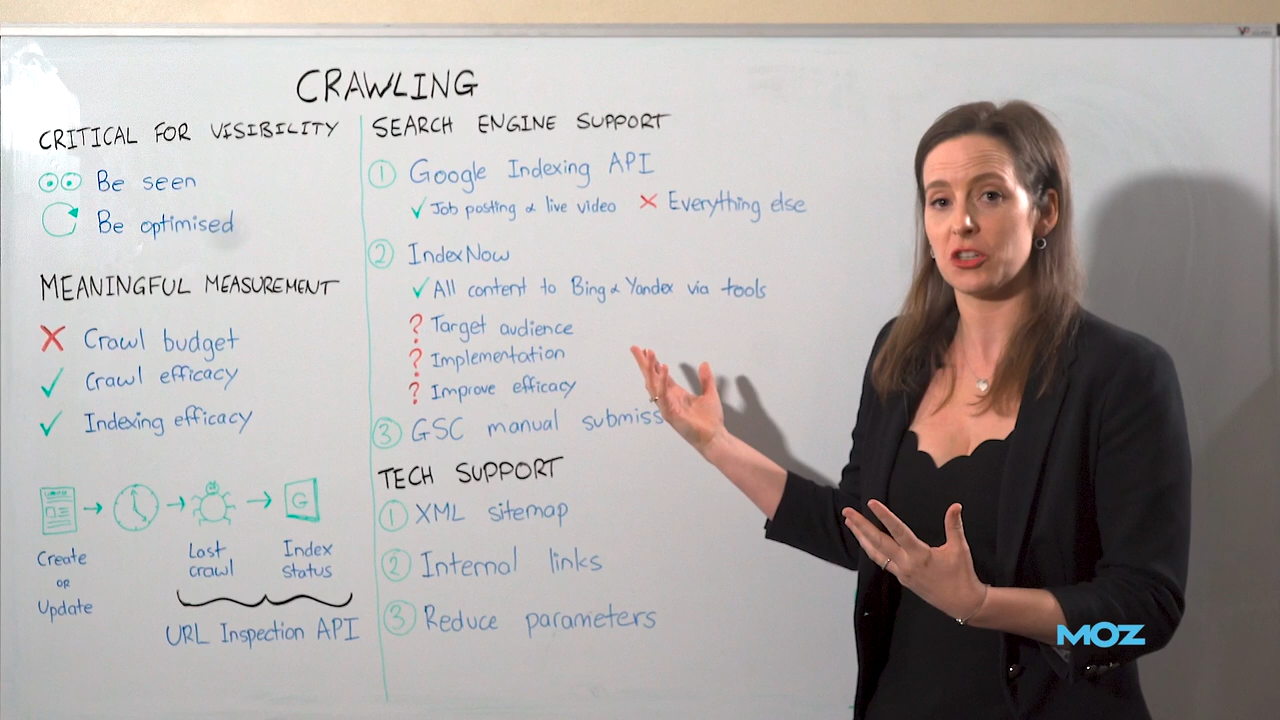 CRAWLING
CRITICAL FOR VISIBILITY
Be seen
Be optimised
MEANINGFUL MEASUREMENT
Crawl budget
Crawl efficacy
Indexing efficacy
Create
or
Update
Last
crawl
G
Index
status
URL Inspection API
SEARCH ENGINE SUPPORT
1 Google Indexing API
✓ Job posting & live video ✗ Everything else
2 IndexNow
✓ All content to Bing & Yandex via tools
? Target audience
? Implementation
? Improve efficacy
3 GSC manual submiss
TECH SUPPORT
1 XML sitemap
2 Internal links
3 Reduce parameters
MOZ